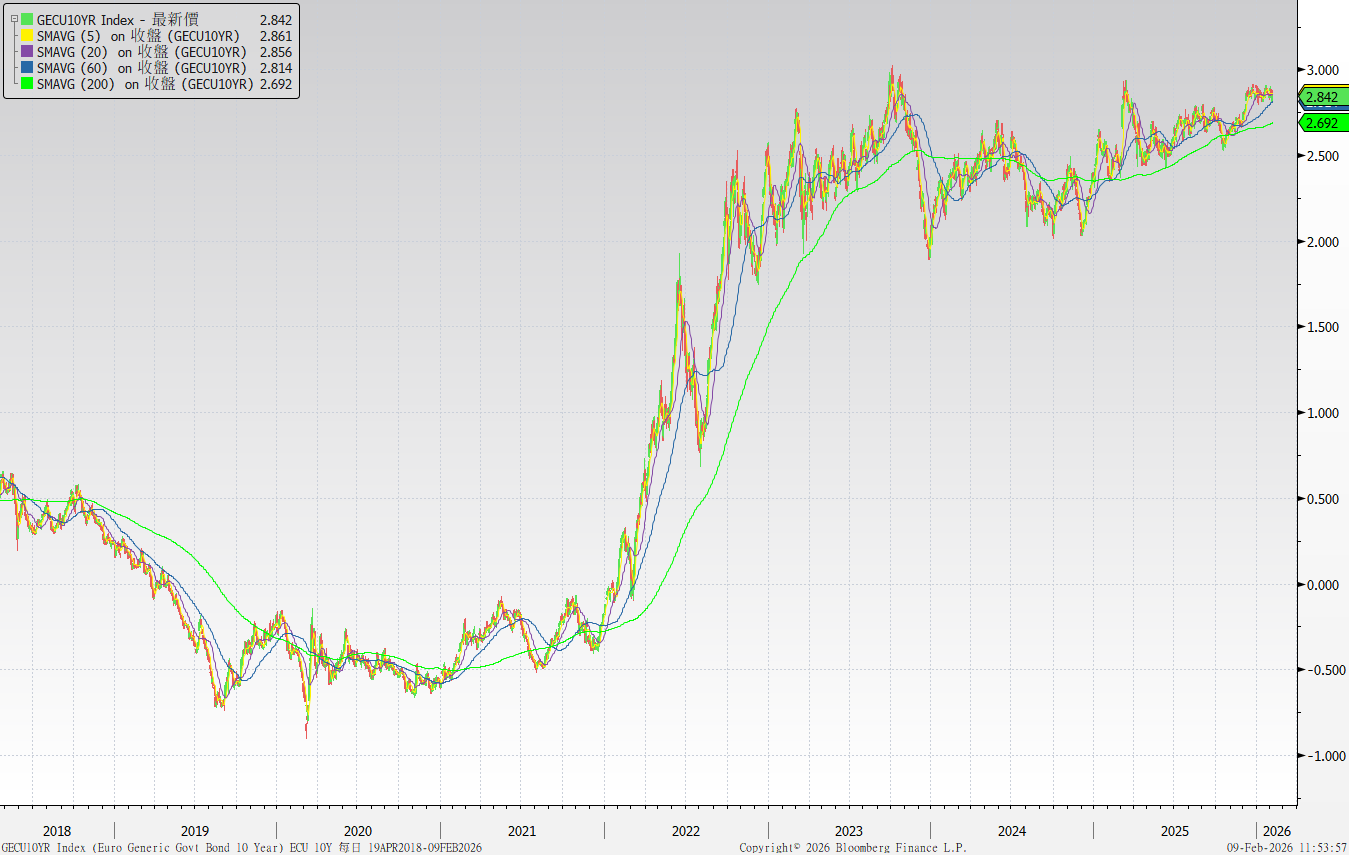 GECU10YR Index - 最新價 2.842
SMAVG (5) on 收盤 (GECU10YR) 2.861
SMAVG (20) on 收盤 (GECU10YR) 2.856
SMAVG (60) on 收盤 (GECU10YR) 2.814
SMAVG (200) on 收盤 (GECU10YR) 2.692
3.000
2.842
2.692
2.500
2.000
1.500
1.000
0.500
0.000
-0.500
-1.000
2018 2019 2020 2021 2022 2023 2024 2025 2026
GECU10YR Index (Euro Generic Govt Bond 10 Year) ECU 10Y 每日 19APR2018-09FEB2026 Copyright© 2026 Bloomberg Finance L.P. 09-Feb-2026 11:53:57